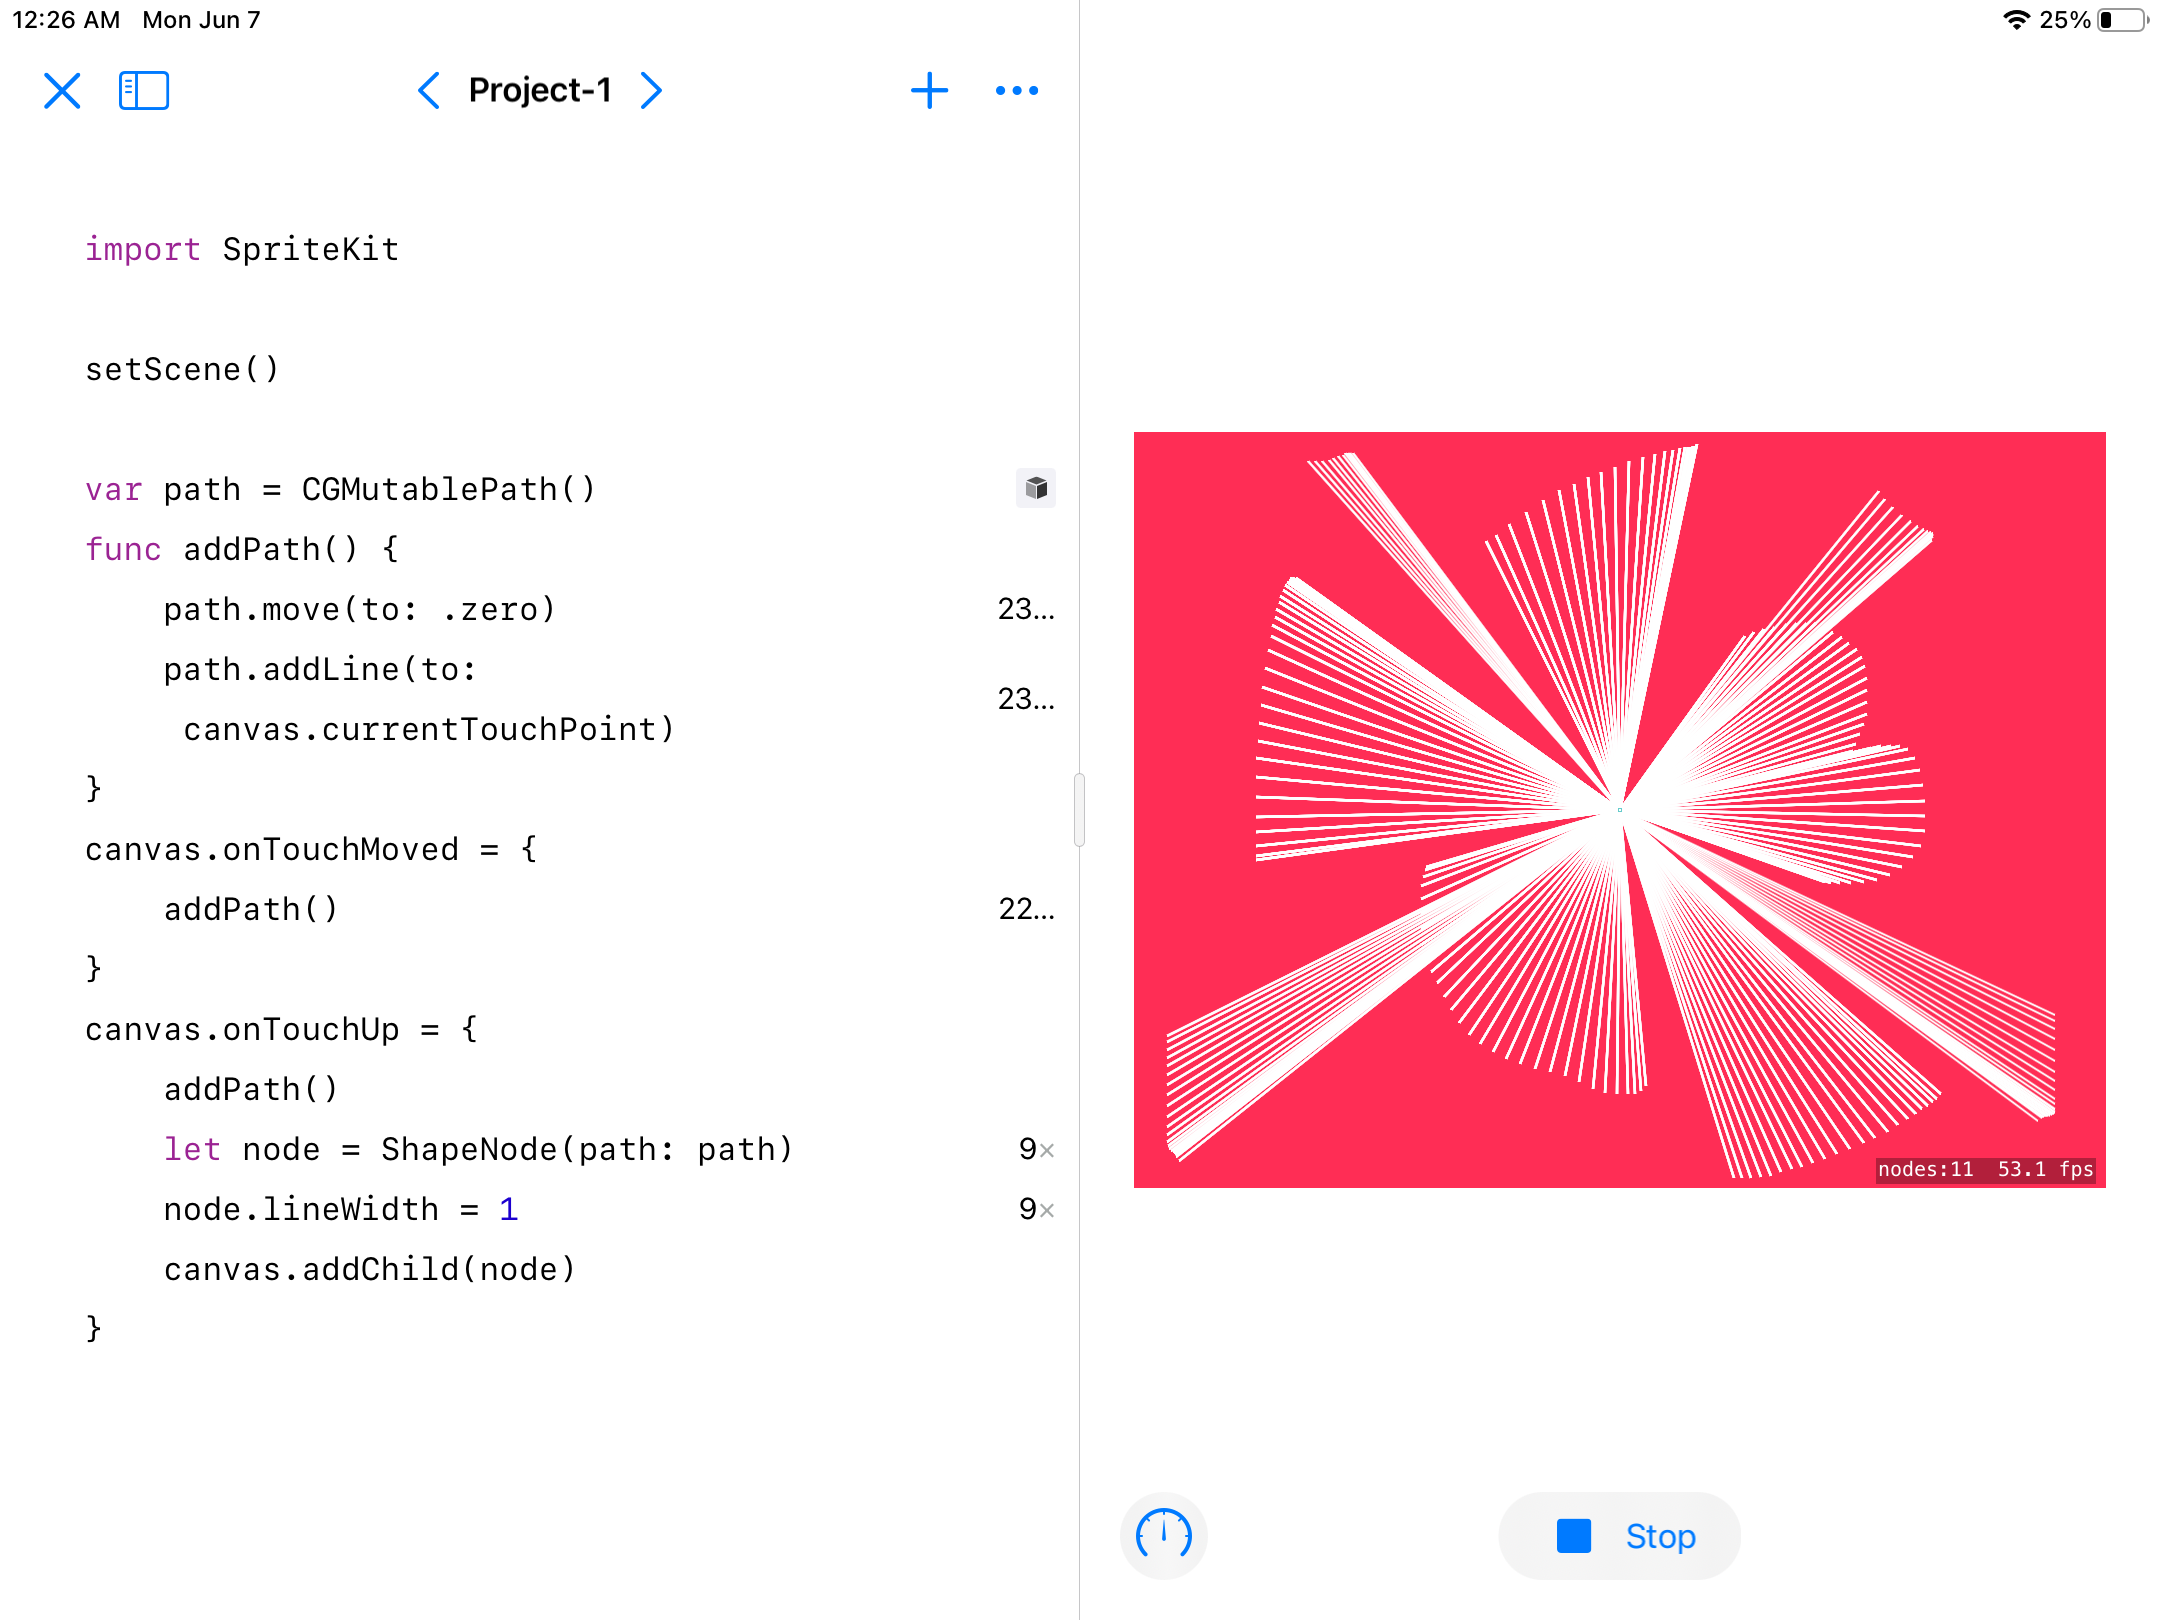 12:26 AM Mon Jun 7
25%
Project-1
import SpriteKit
setScene()
var path = CGMutablePath()
func addPath() {
    path.move(to: .zero)
23...
    path.addLine(to:
     canvas.currentTouchPoint)
23...
}
canvas.onTouchMoved = {
    addPath()
22...
}
canvas.onTouchUp = {
    addPath()
    let node = ShapeNode(path: path)
9×
    node.lineWidth = 1
9×
    canvas.addChild(node)
}
nodes:11 53.1 fps
Stop